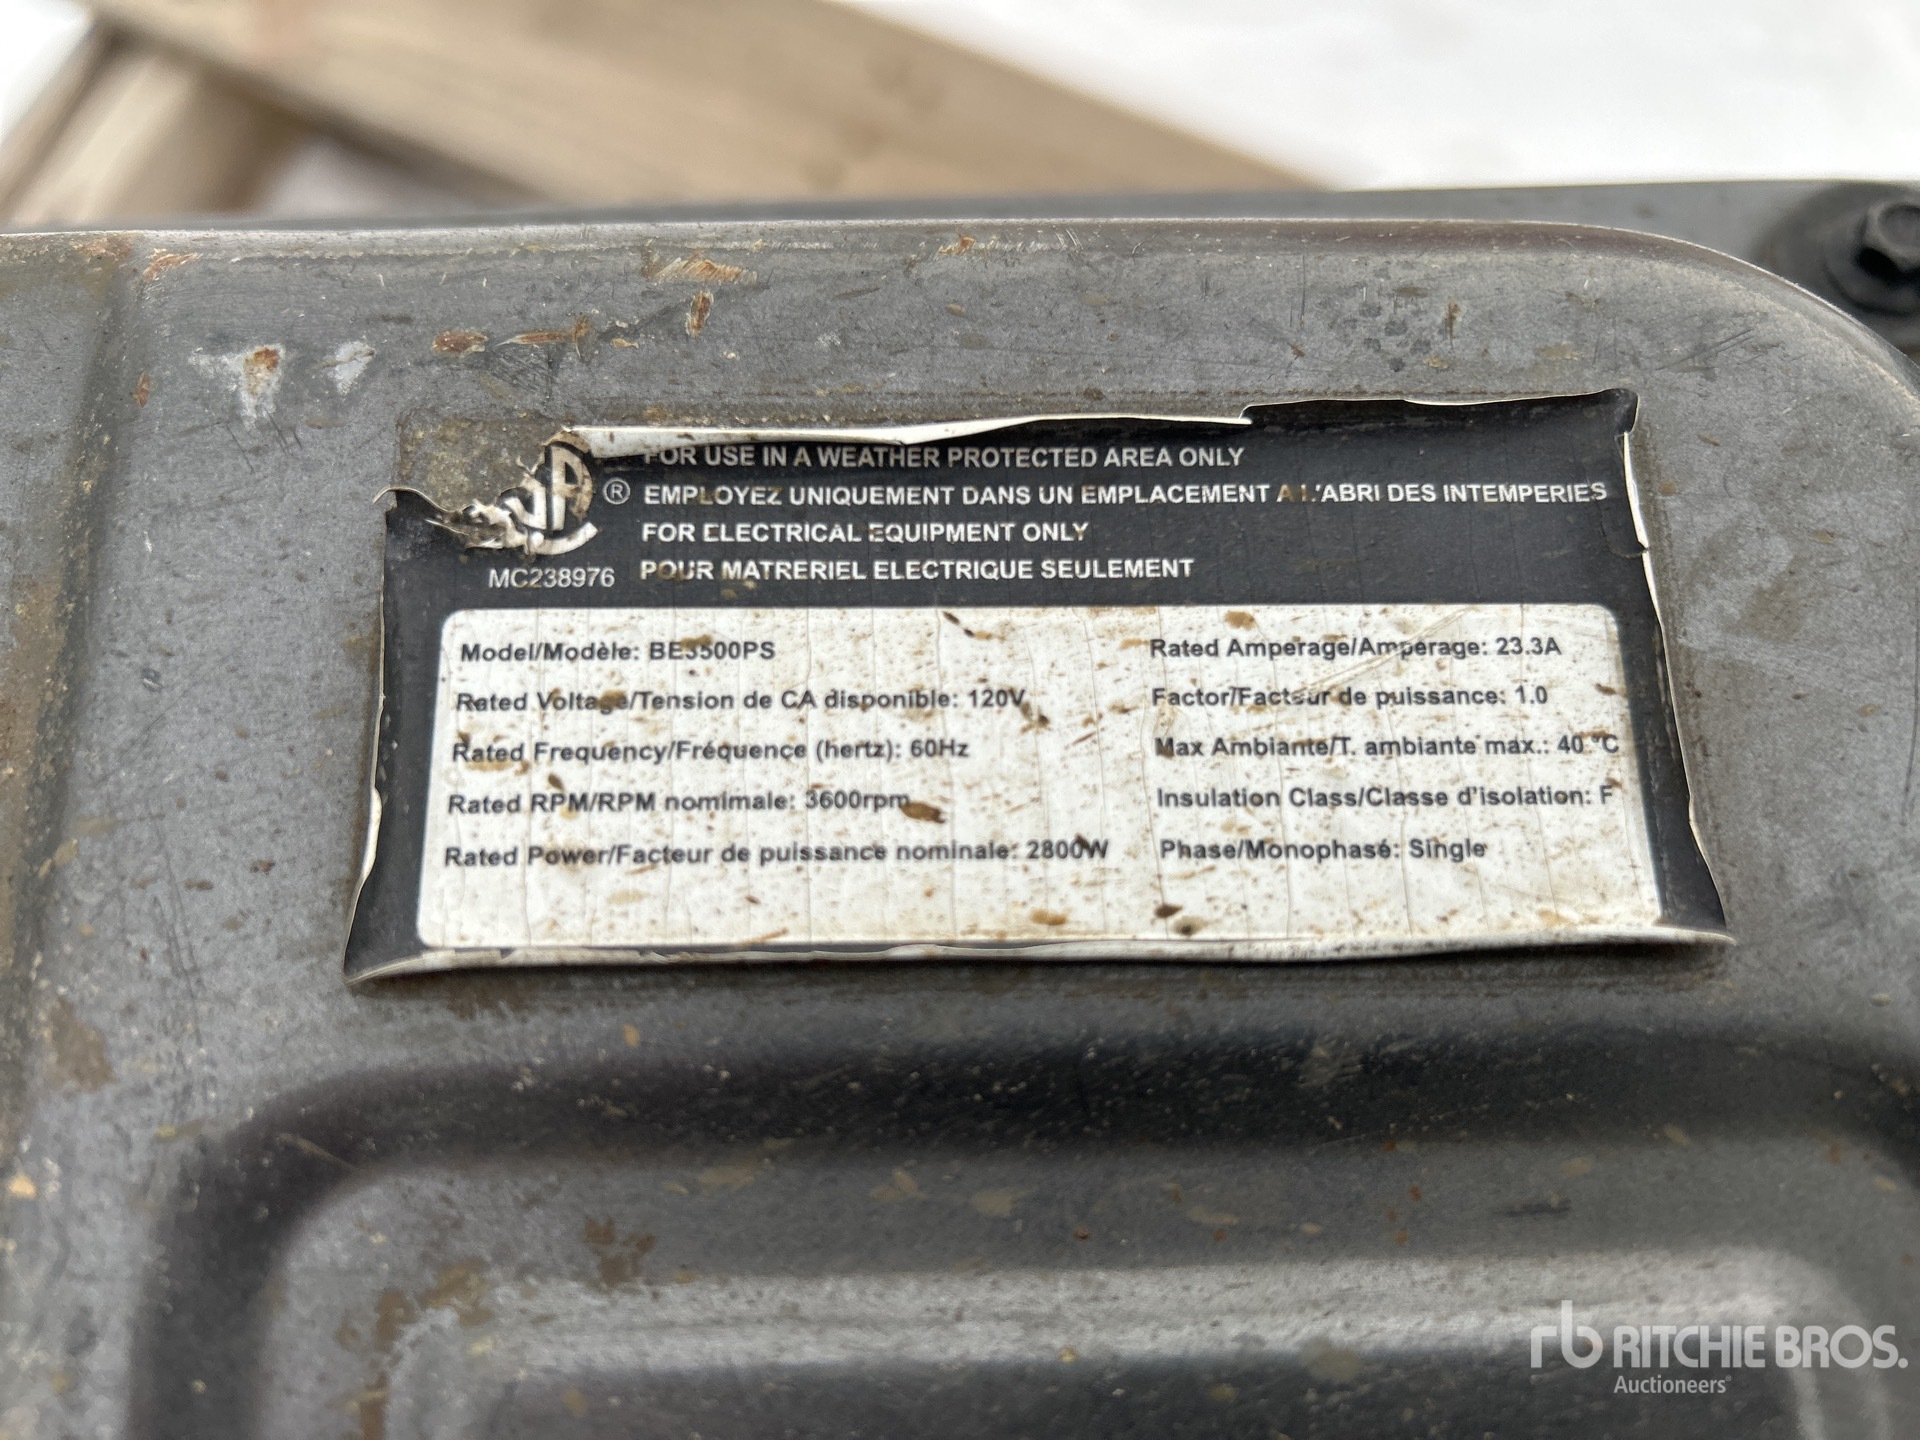 FOR USE IN A WEATHER PROTECTED AREA ONLY
® EMPLOYEZ UNIQUEMENT DANS UN EMPLACEMENT A L'ABRI DES INTEMPERIES
FOR ELECTRICAL EQUIPMENT ONLY
MC238976 POUR MATRERIEL ELECTRIQUE SEULEMENT
Model/Modèle: BE3500PS
Rated Voltage/Tension de CA disponible: 120V
Rated Frequency/Fréquence (hertz): 60Hz
Rated RPM/RPM nomimale: 3600rpm
Rated Power/Facteur de puissance nominale: 2800W
Rated Amperage/Ampérage: 23.3A
Factor/Facteur de puissance: 1.0
Max Ambiante/T. ambiante max.: 40 °C
Insulation Class/Classe d'isolation: F
Phase/Monophasé: Single
rb RITCHIE BROS.
Auctioneers®